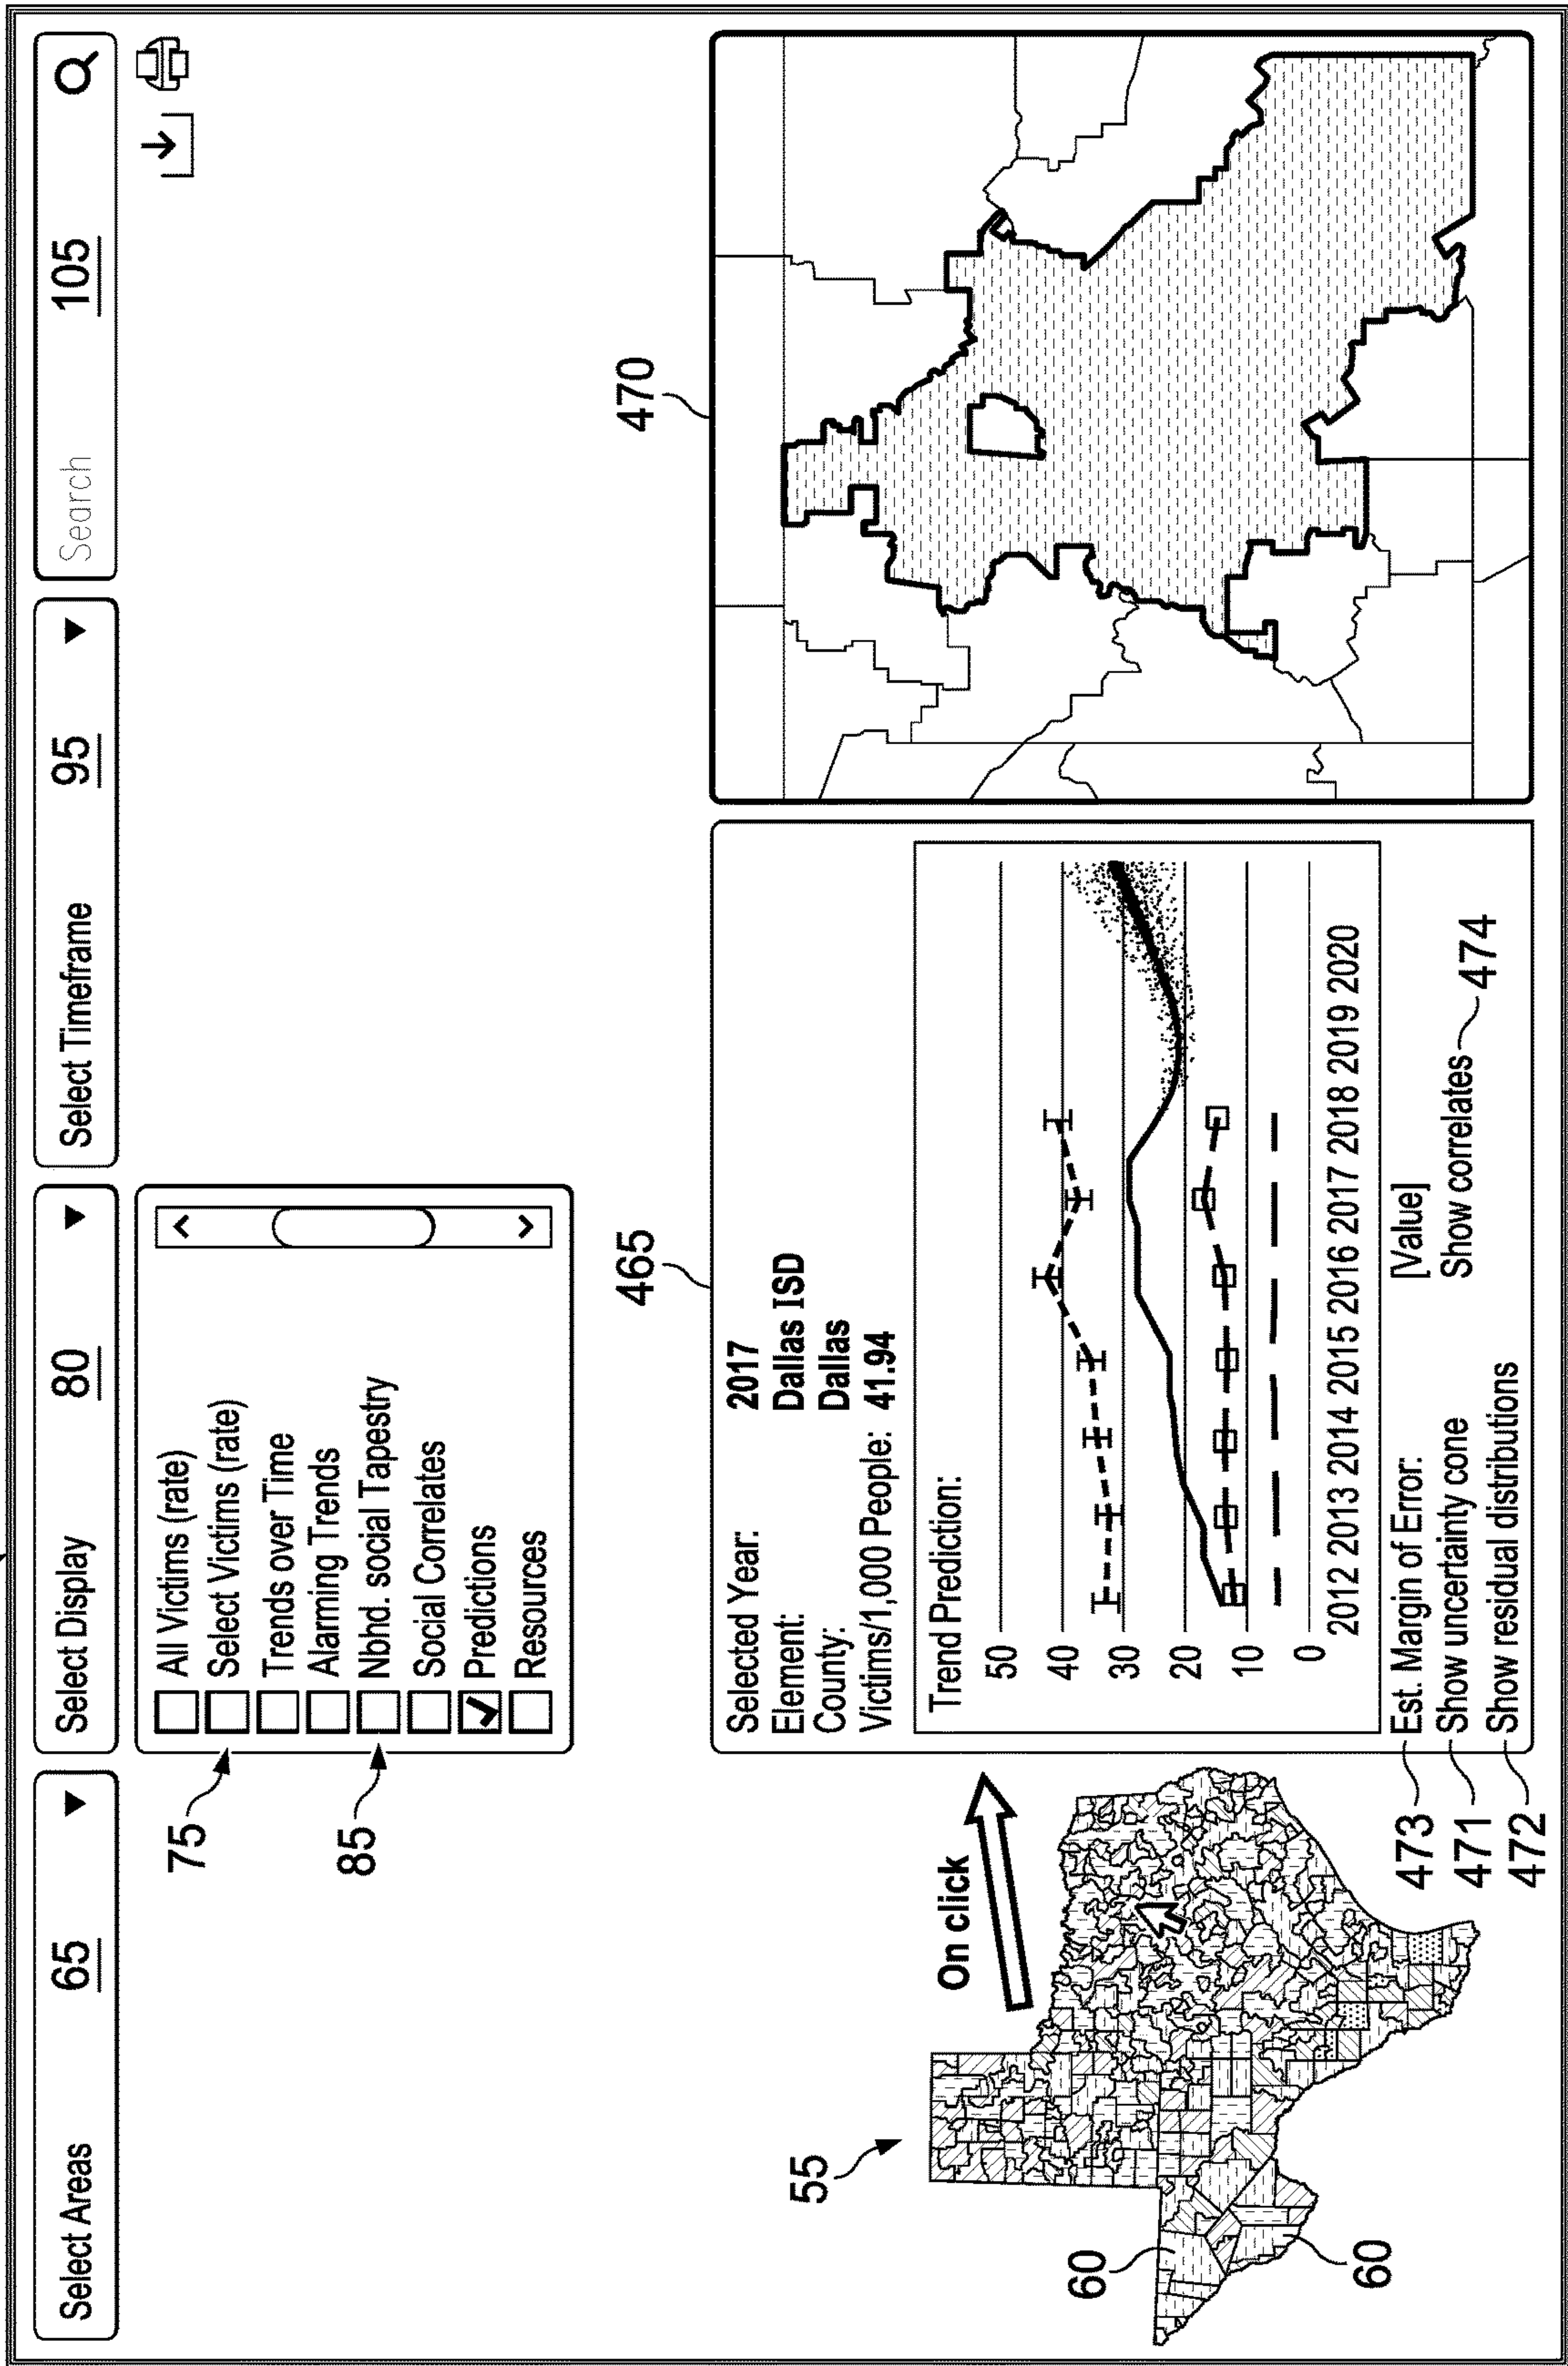 Select Areas 65 ▼
Select Display 80 ▼
Select Timeframe 95 ▼
Search 105
75
85
All Victims (rate)
Select Victims (rate)
Trends over Time
Alarming Trends
Nbhd. social Tapestry
Social Correlates
Predictions
Resources
55
60
60
On click
465
Selected Year: 2017
Element: Dallas ISD
County: Dallas
Victims/1,000 People: 41.94
Trend Prediction:
50
40
30
20
10
0
2012 2013 2014 2015 2016 2017 2018 2019 2020
473 Est. Margin of Error: [Value]
471 Show uncertainty cone Show correlates 474
472 Show residual distributions
470